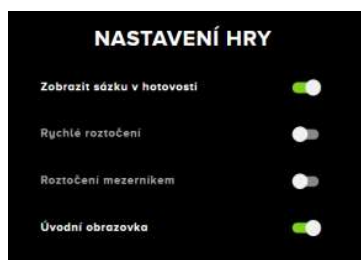 NASTAVENÍ HRY
Zobrazit sázku v hotovosti
Rychlé roztočení
Roztočení mezerníkem
Úvodní obrazovka